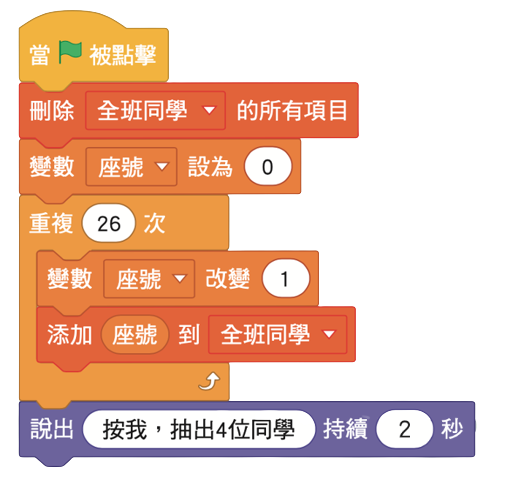 當 被點擊
刪除 全班同學 的所有項目
變數 座號 設為 0
重複 26 次
變數 座號 改變 1
添加 座號 到 全班同學
說出 按我，抽出4位同學 持續 2 秒